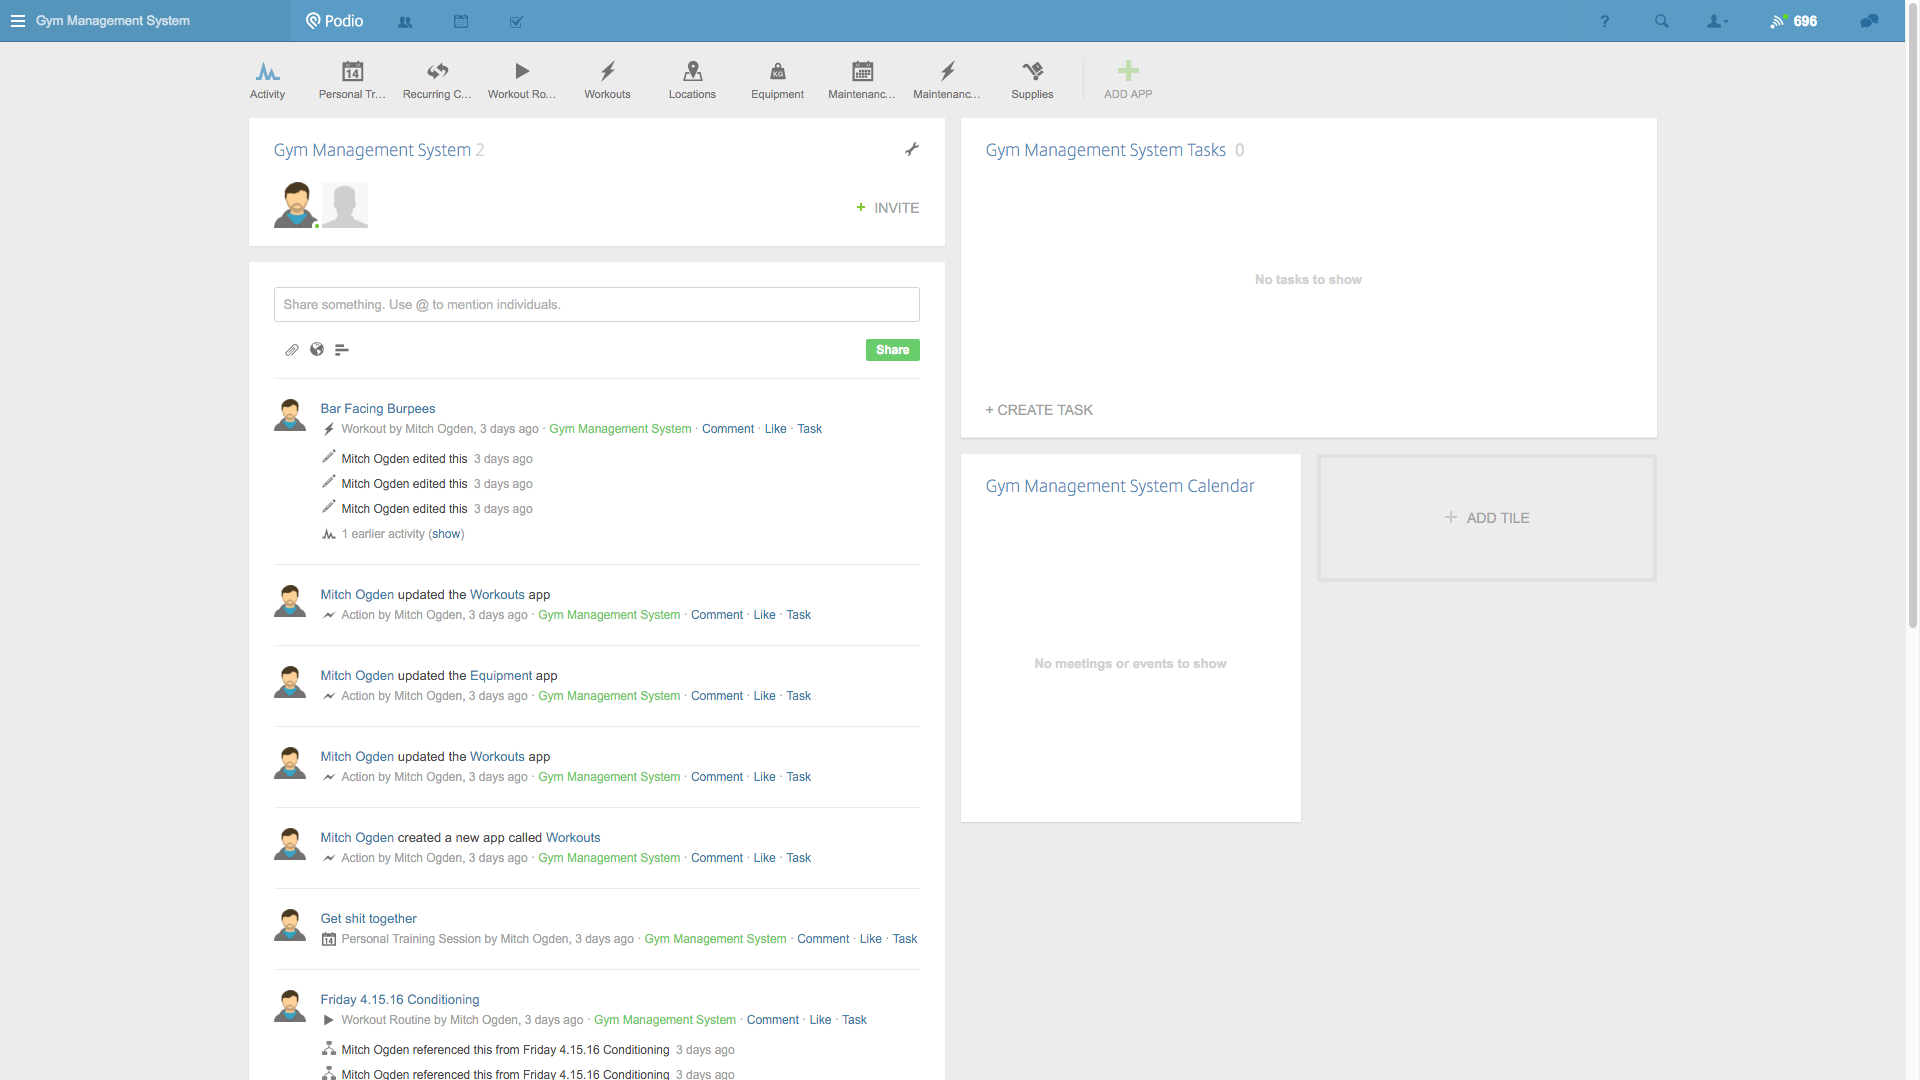 Gym Management System
Podio
?
696
Activity
14
Personal Tr...
Recurring C...
Workout Ro...
Workouts
Locations
KG
Equipment
Maintenanc...
Maintenanc...
Supplies
ADD APP
Gym Management System 2
+ INVITE
Share something. Use @ to mention individuals.
Share
Bar Facing Burpees
Workout by Mitch Ogden, 3 days ago · Gym Management System · Comment · Like · Task
Mitch Ogden edited this 3 days ago
Mitch Ogden edited this 3 days ago
Mitch Ogden edited this 3 days ago
1 earlier activity (show)
Mitch Ogden updated the Workouts app
Action by Mitch Ogden, 3 days ago · Gym Management System · Comment · Like · Task
Mitch Ogden updated the Equipment app
Action by Mitch Ogden, 3 days ago · Gym Management System · Comment · Like · Task
Mitch Ogden updated the Workouts app
Action by Mitch Ogden, 3 days ago · Gym Management System · Comment · Like · Task
Mitch Ogden created a new app called Workouts
Action by Mitch Ogden, 3 days ago · Gym Management System · Comment · Like · Task
Get shit together
14 Personal Training Session by Mitch Ogden, 3 days ago · Gym Management System · Comment · Like · Task
Friday 4.15.16 Conditioning
Workout Routine by Mitch Ogden, 3 days ago · Gym Management System · Comment · Like · Task
Mitch Ogden referenced this from Friday 4.15.16 Conditioning 3 days ago
Mitch Ogden referenced this from Friday 4.15.16 Conditioning 3 days ago
Gym Management System Tasks 0
No tasks to show
+ CREATE TASK
Gym Management System Calendar
No meetings or events to show
+ ADD TILE